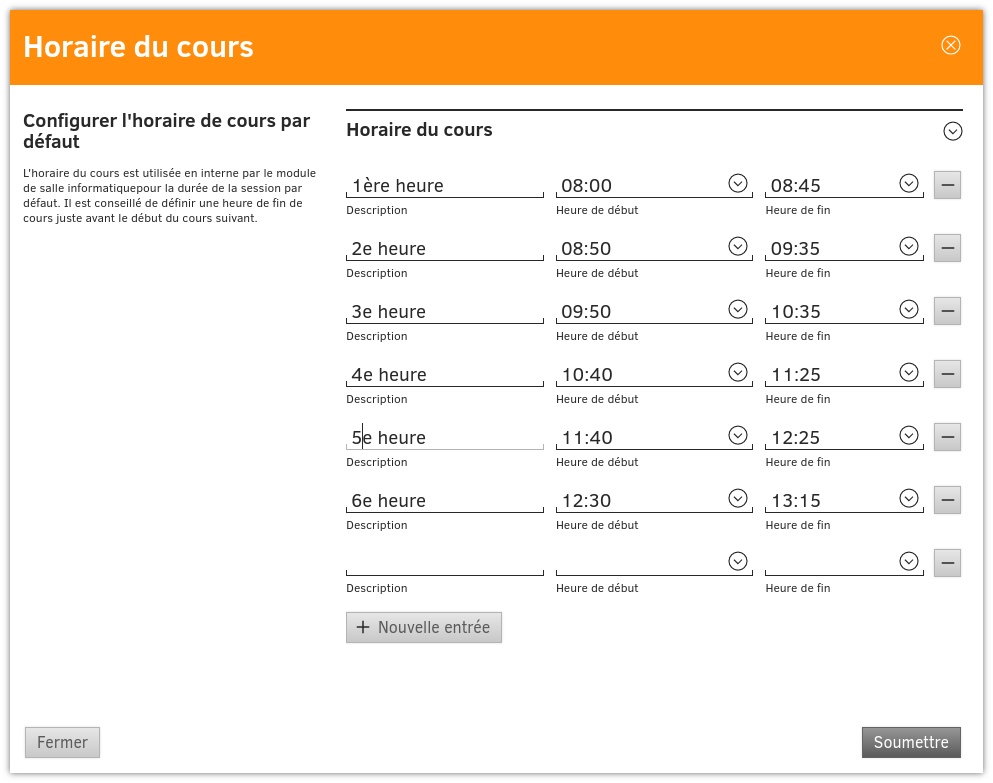 Horaire du cours
Configurer l'horaire de cours par
défaut
L'horaire du cours est utilisée en interne par le module
de salle informatiquepour la durée de la session par
défaut. Il est conseillé de définir une heure de fin de
cours juste avant le début du cours suivant.
Horaire du cours
1ère heure 08:00 08:45
Description Heure de début Heure de fin
2e heure 08:50 09:35
Description Heure de début Heure de fin
3e heure 09:50 10:35
Description Heure de début Heure de fin
4e heure 10:40 11:25
Description Heure de début Heure de fin
5e heure 11:40 12:25
Description Heure de début Heure de fin
6e heure 12:30 13:15
Description Heure de début Heure de fin
Description Heure de début Heure de fin
+ Nouvelle entrée
Fermer Soumettre